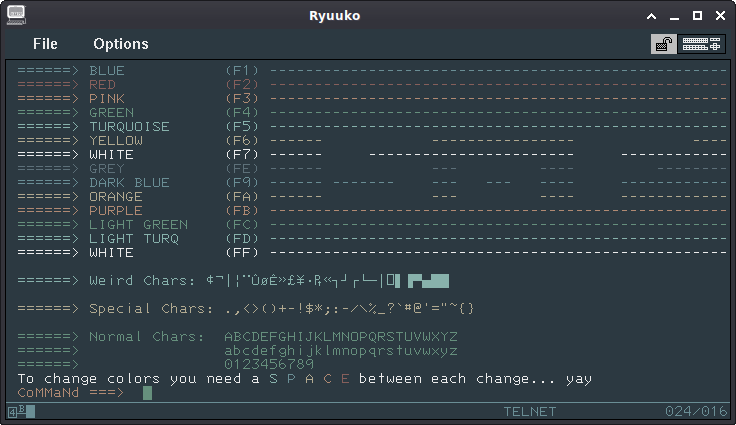 Ryuuko
File Options
======> BLUE (F1) ---------------------------------------------------
======> RED (F2) ---------------------------------------------------
======> PINK (F3) ---------------------------------------------------
======> GREEN (F4) ---------------------------------------------------
======> TURQUOISE (F5) ---------------------------------------------------
======> YELLOW (F6) ------ ---------------- ----
======> WHITE (F7) ------ ---------------- ------------
======> GREY (FE) --- --- --------
======> DARK BLUE (F9) ------ ------- --- --- ---- ---
======> ORANGE (FA) ------ --- ---- ------------
======> PURPLE (FB) ---------------------------------------------------
======> LIGHT GREEN (FC) ---------------------------------------------------
======> LIGHT TURQ (FD) ---------------------------------------------------
======> WHITE (FF) ---------------------------------------------------
======> Weird Chars:
======> Special Chars: .,<>()+-!$*;:-/\%_?`#@'="~{}
======> Normal Chars: ABCDEFGHIJKLMNOPQRSTUVWXYZ
======> abcdefghijklmnopqrstuvwxyz
======> 0123456789
To change colors you need a S P A C E between each change... yay
CoMMaNd ===>
4 B TELNET 024/016